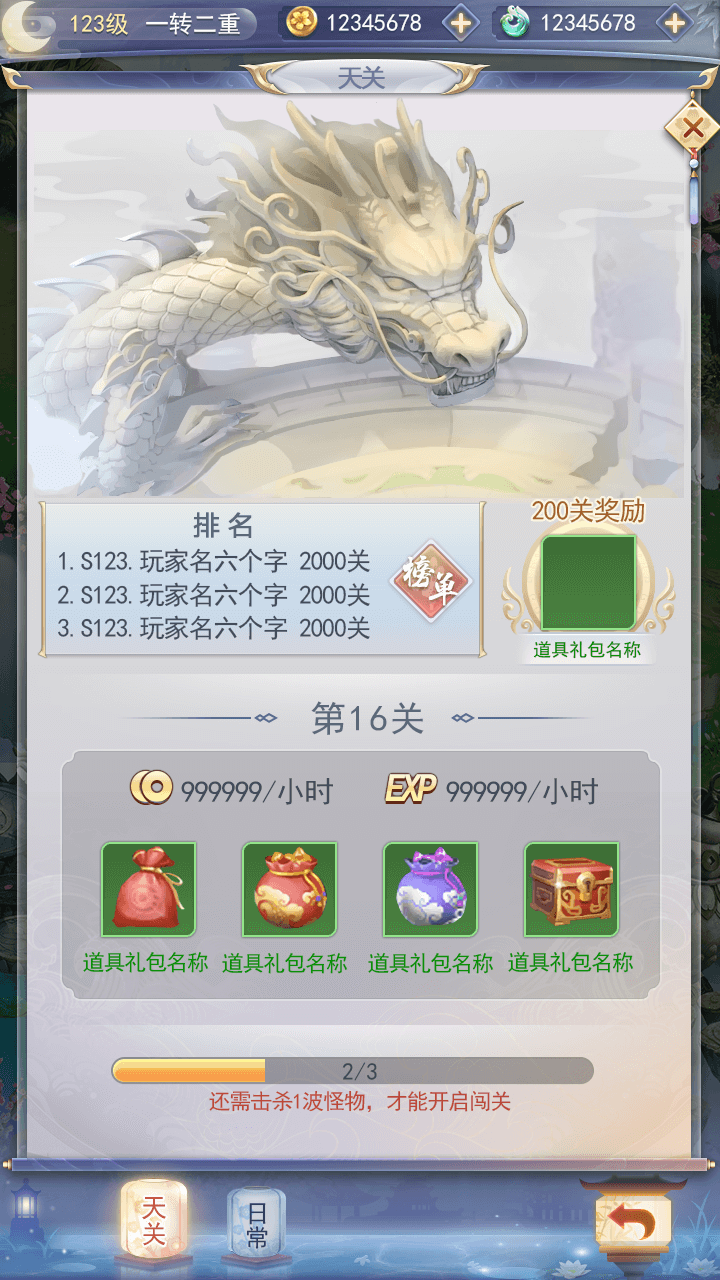 123级 一转二重 12345678 12345678
天关
排名
1. S123. 玩家名六个字 2000关
2. S123. 玩家名六个字 2000关
3. S123. 玩家名六个字 2000关
榜单
200关奖励
道具礼包名称
第16关
999999/小时 EXP 999999/小时
道具礼包名称 道具礼包名称 道具礼包名称 道具礼包名称
2/3
还需击杀1波怪物，才能开启闯关
天关 日常